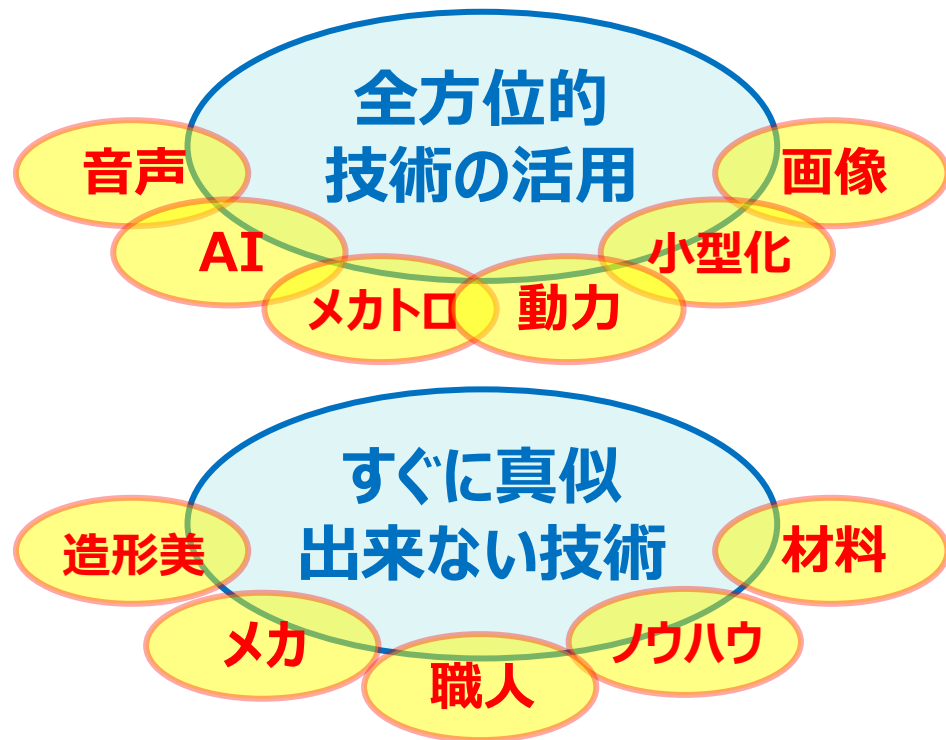 全方位的
技術の活用
音声
AI
メカトロ
動力
小型化
画像
すぐに真似
出来ない技術
造形美
メカ
職人
ノウハウ
材料